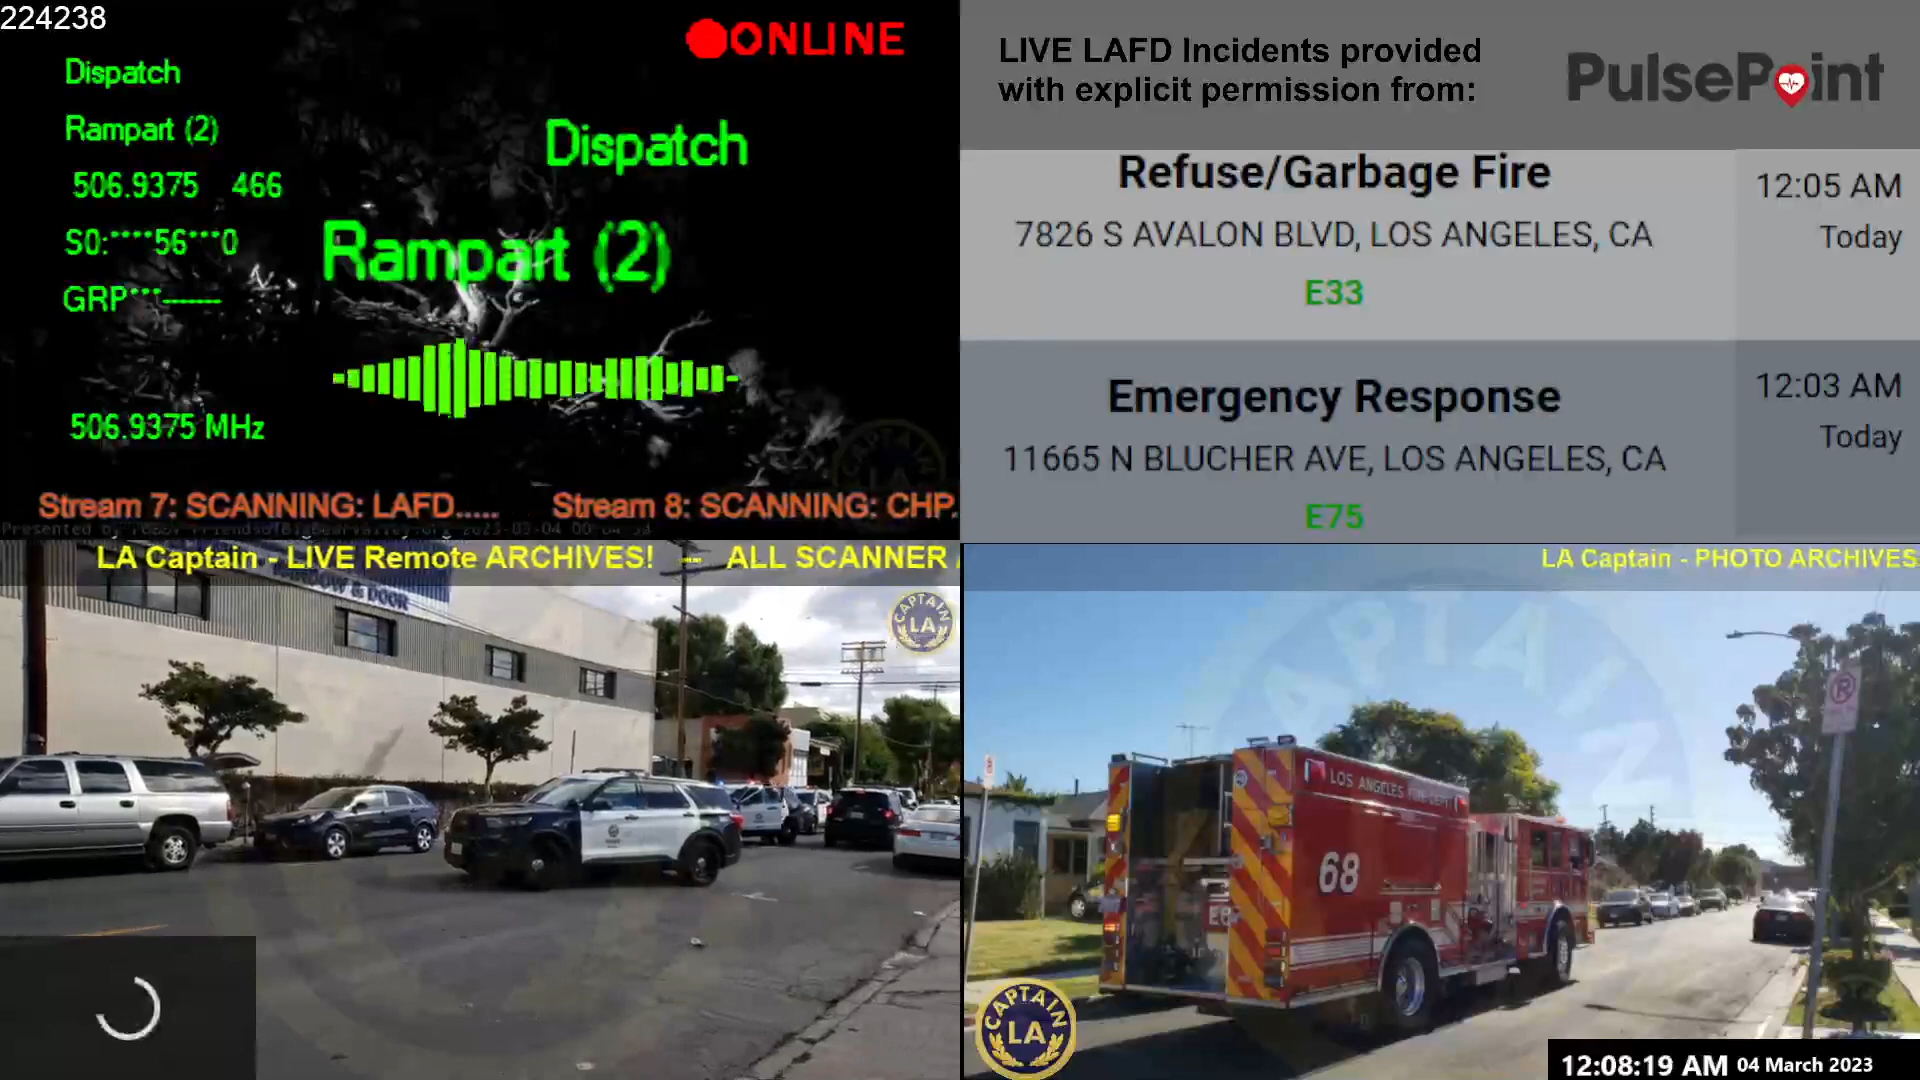 224238
ONLINE
Dispatch
Rampart (2)
506.9375 466
S0:****56***0
GRP***-------
506.9375 MHz
Dispatch
Rampart (2)
Stream 7: SCANNING: LAFD..... Stream 8: SCANNING: CHP.
LIVE LAFD Incidents provided
with explicit permission from:
PulsePoint
Refuse/Garbage Fire
7826 S AVALON BLVD, LOS ANGELES, CA
E33
12:05 AM
Today
Emergency Response
11665 N BLUCHER AVE, LOS ANGELES, CA
E75
12:03 AM
Today
LA Captain - LIVE Remote ARCHIVES! ALL SCANNER
& DOOR
CAPTAIN
LA
LA Captain - PHOTO ARCHIVES
CAPTAIN
LOS ANGELES FIRE DEPT
68
CAPTAIN
LA
12:08:19 AM 04 March 2023